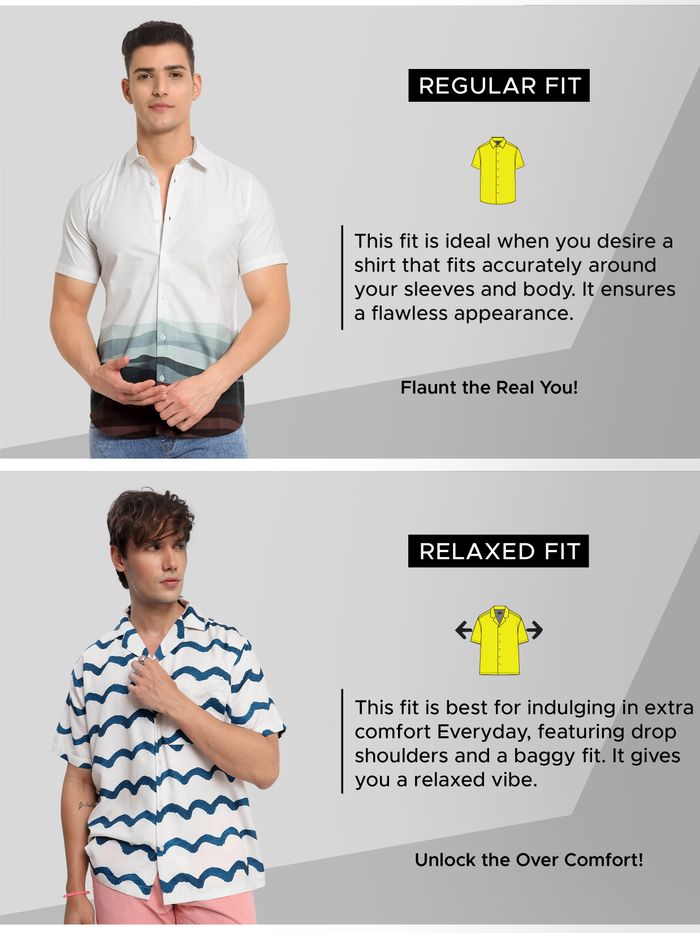 REGULAR FIT
This fit is ideal when you desire a
shirt that fits accurately around
your sleeves and body. It ensures
a flawless appearance.
Flaunt the Real You!
RELAXED FIT
This fit is best for indulging in extra
comfort Everyday, featuring drop
shoulders and a baggy fit. It gives
you a relaxed vibe.
Unlock the Over Comfort!